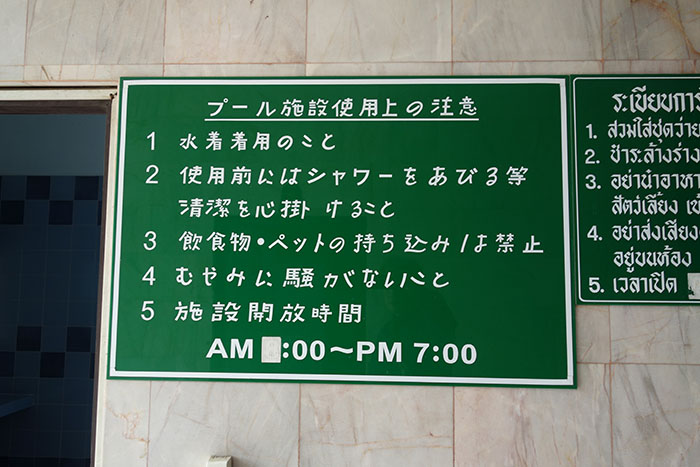 プール施設使用上の注意
1 水着着用のこと
2 使用前にはシャワーをあびる等
清潔を心掛けること
3 飲食物・ペットの持ち込みは禁止
4 むやみに騒がないこと
5 施設開放時間
AM :00～PM 7:00
ระเบียบการ
1. สวมใส่ชุดว่าย
2. ชำระล้างร่าง
3. อย่านำอาหา
สัตว์เลี้ยง เข้
4. อย่าส่งเสียง
อยู่บนห้อง
5. เวลาเปิด